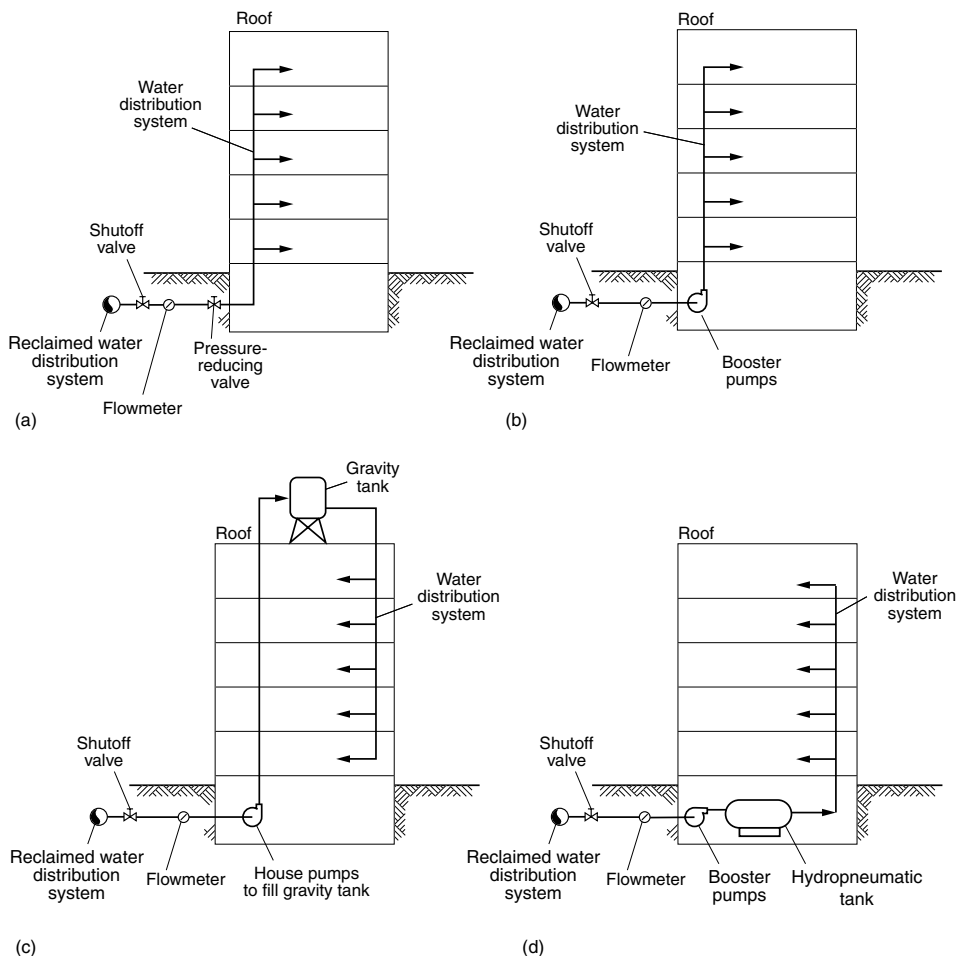 Roof
Water
distribution
system
Shutoff
valve
Reclaimed water
distribution
system
Flowmeter
Pressure-
reducing
valve
(a)
Roof
Water
distribution
system
Shutoff
valve
Reclaimed water
distribution
system
Flowmeter
Booster
pumps
(b)
Gravity
tank
Roof
Water
distribution
system
Shutoff
valve
Reclaimed water
distribution
system
Flowmeter
House pumps
to fill gravity tank
(c)
Roof
Water
distribution
system
Shutoff
valve
Reclaimed water
distribution
system
Flowmeter
Booster
pumps
Hydropneumatic
tank
(d)